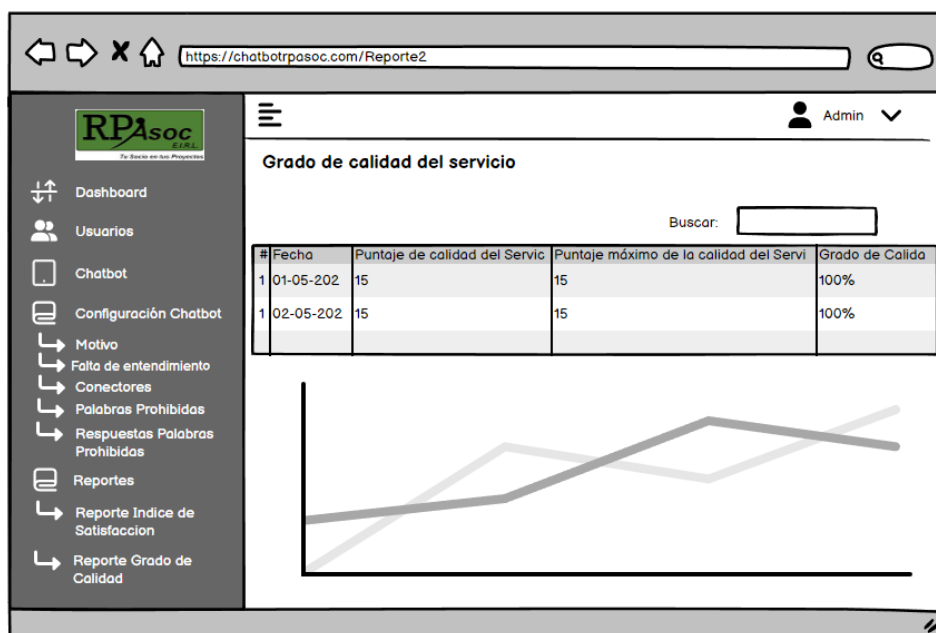 https://chatbotrpasoc.com/Reporte2
RPAsoc
E.I.R.L.
Tu Socio en tus Proyectos
Admin
Grado de calidad del servicio
Dashboard
Usuarios
Chatbot
Configuración Chatbot
Motivo
Falta de entendimiento
Conectores
Palabras Prohibidas
Respuestas Palabras
Prohibidas
Reportes
Reporte Indice de
Satisfaccion
Reporte Grado de
Calidad
Buscar:
# Fecha Puntaje de calidad del Servic Puntaje máximo de la calidad del Servi Grado de Calida
1 01-05-202 15 15 100%
1 02-05-202 15 15 100%